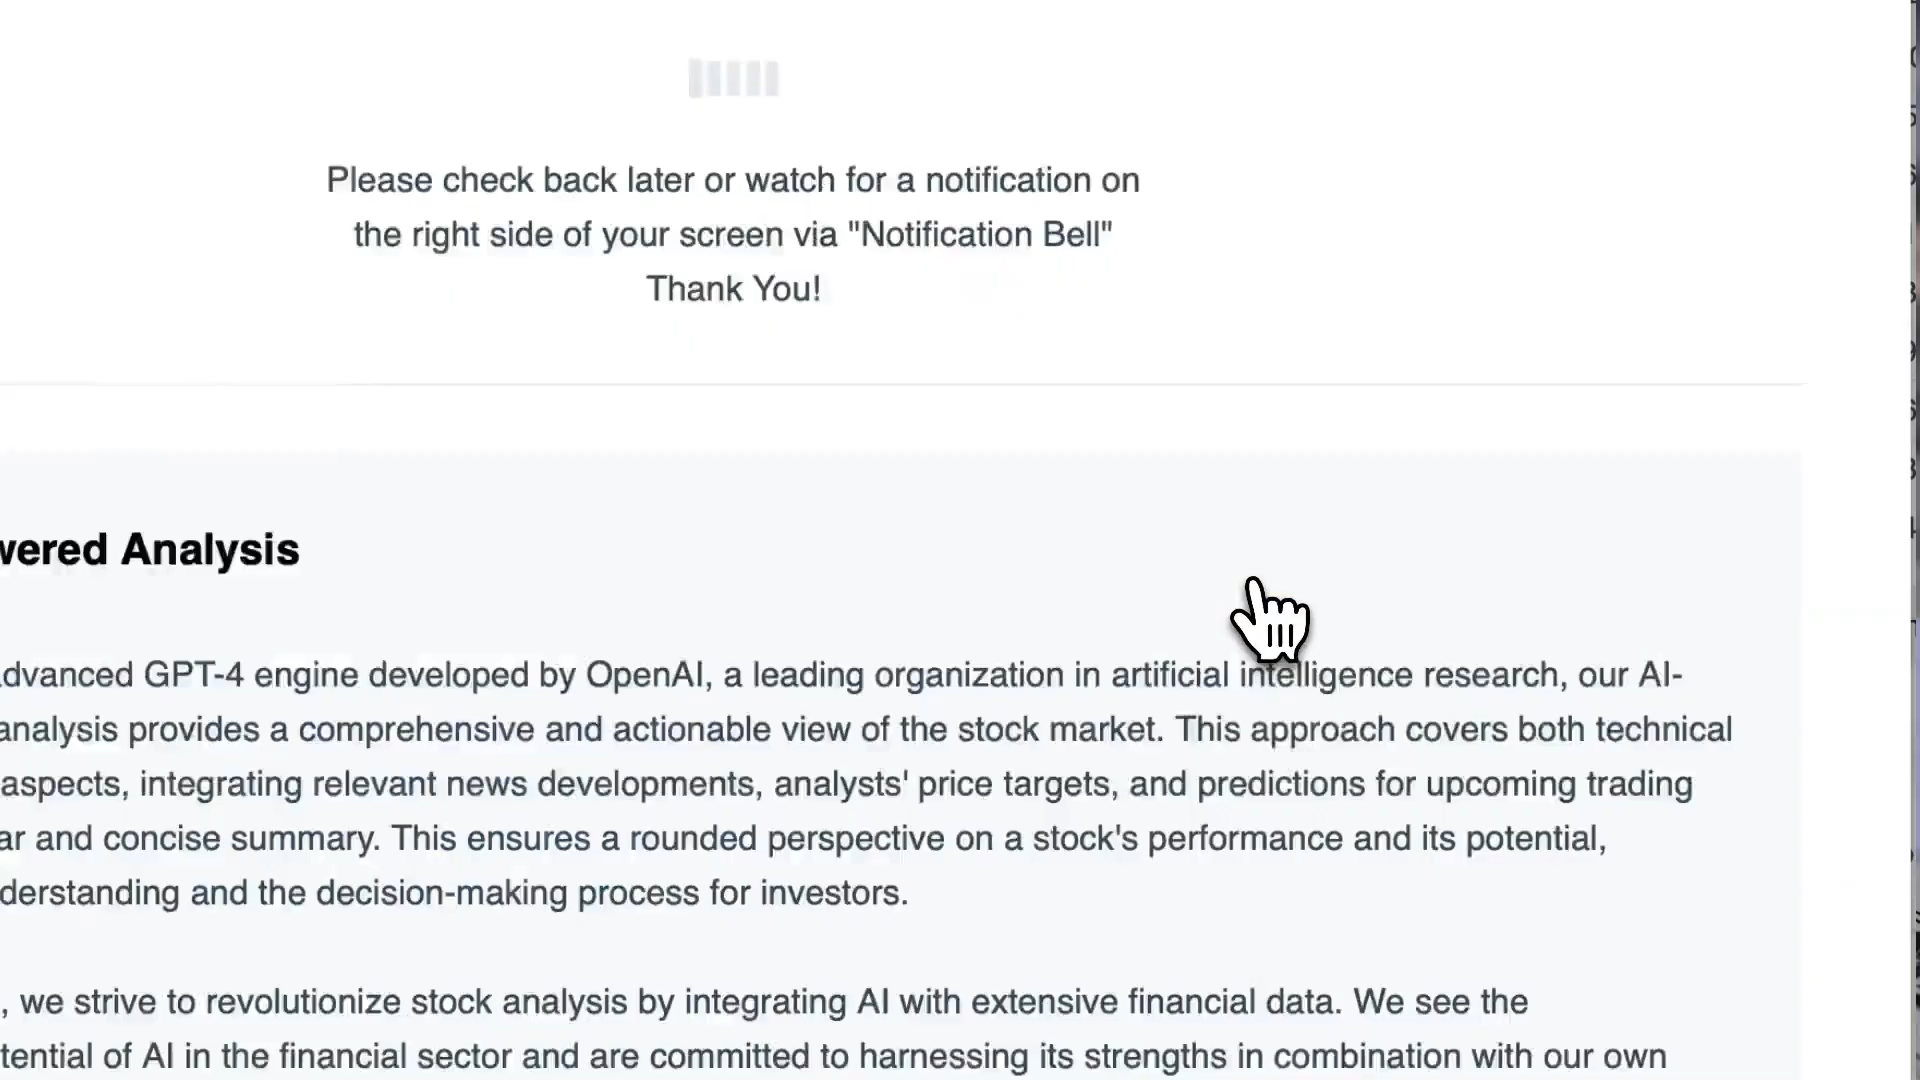 Please check back later or watch for a notification on
the right side of your screen via "Notification Bell"
Thank You!
wered Analysis
dvanced GPT-4 engine developed by OpenAI, a leading organization in artificial intelligence research, our AI-
analysis provides a comprehensive and actionable view of the stock market. This approach covers both technical
aspects, integrating relevant news developments, analysts' price targets, and predictions for upcoming trading
ar and concise summary. This ensures a rounded perspective on a stock's performance and its potential,
derstanding and the decision-making process for investors.
, we strive to revolutionize stock analysis by integrating AI with extensive financial data. We see the
tential of AI in the financial sector and are committed to harnessing its strengths in combination with our own